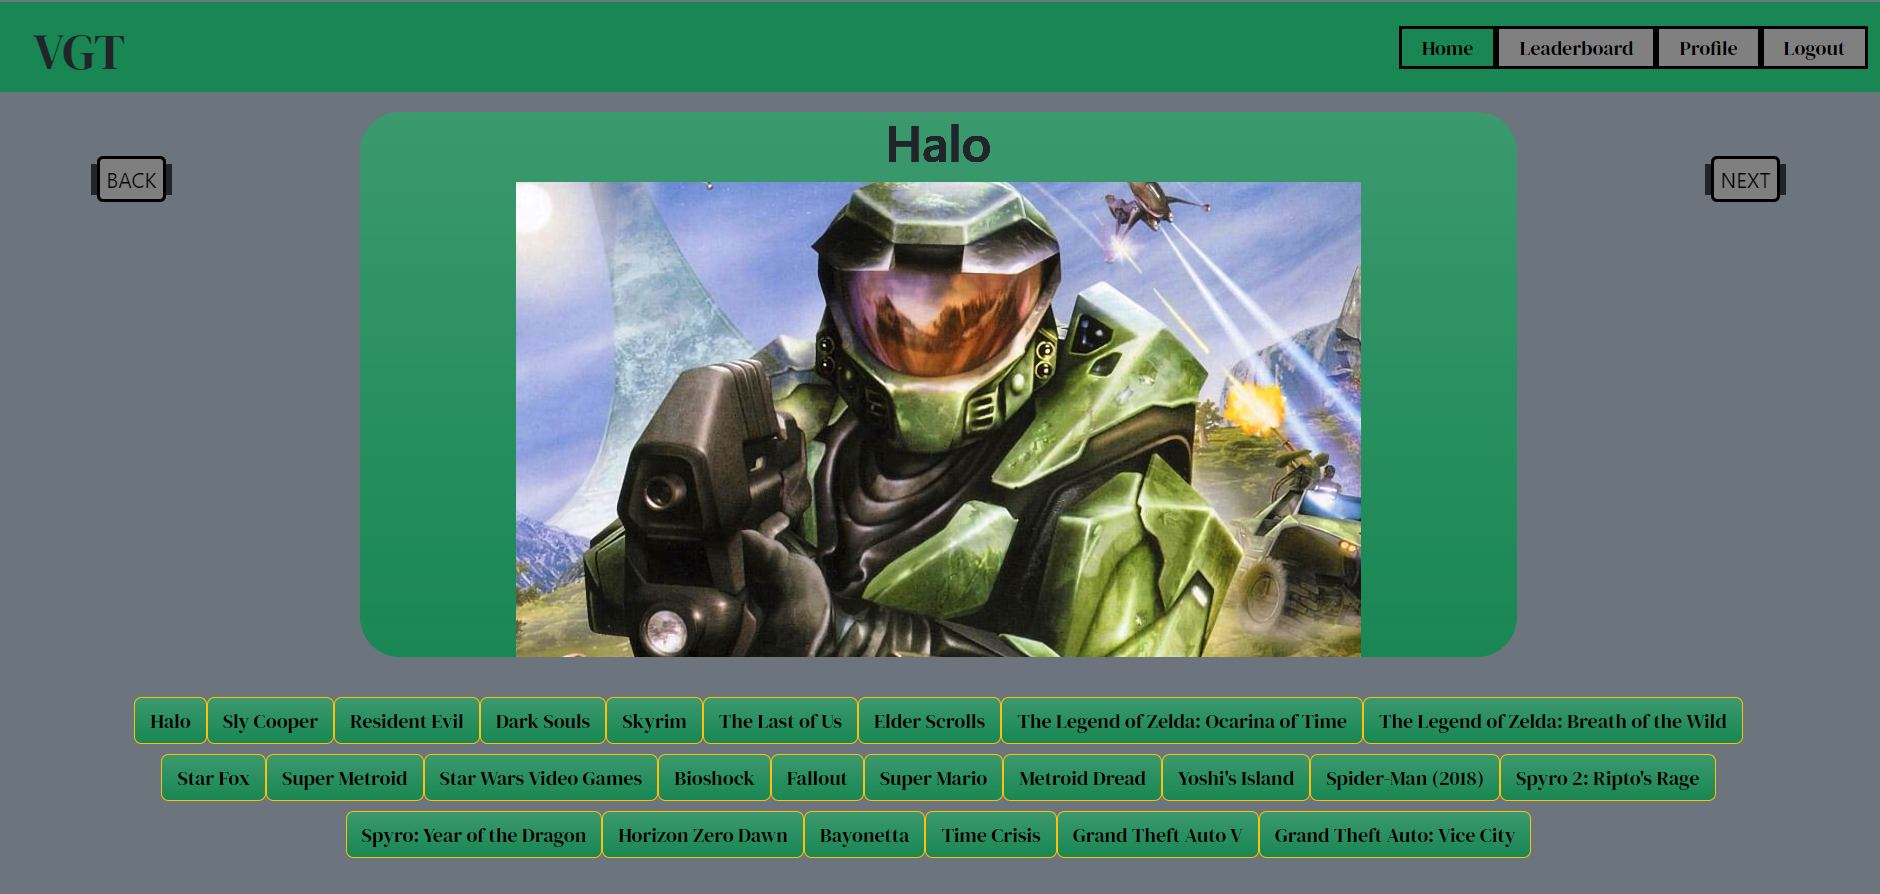 VGT
Home Leaderboard Profile Logout
Halo
BACK
NEXT
Halo Sly Cooper Resident Evil Dark Souls Skyrim The Last of Us Elder Scrolls The Legend of Zelda: Ocarina of Time The Legend of Zelda: Breath of the Wild
Star Fox Super Metroid Star Wars Video Games Bioshock Fallout Super Mario Metroid Dread Yoshi's Island Spider-Man (2018) Spyro 2: Ripto's Rage
Spyro: Year of the Dragon Horizon Zero Dawn Bayonetta Time Crisis Grand Theft Auto V Grand Theft Auto: Vice City